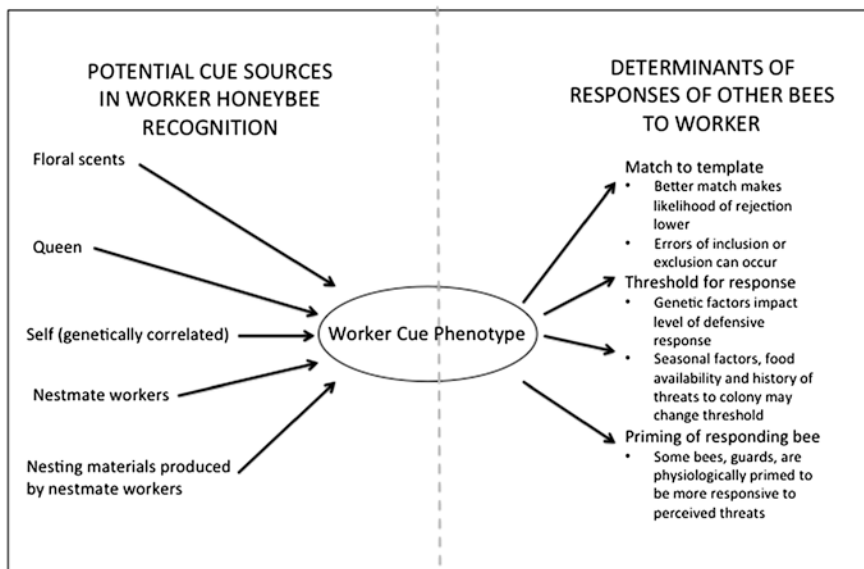 POTENTIAL CUE SOURCES
IN WORKER HONEYBEE
RECOGNITION
Floral scents
Queen
Self (genetically correlated)
Nestmate workers
Nesting materials produced
by nestmate workers
Worker Cue Phenotype
DETERMINANTS OF
RESPONSES OF OTHER BEES
TO WORKER
Match to template
• Better match makes
likelihood of rejection
lower
• Errors of inclusion or
exclusion can occur
Threshold for response
• Genetic factors impact
level of defensive
response
• Seasonal factors, food
availability and history of
threats to colony may
change threshold
Priming of responding bee
• Some bees, guards, are
physiologically primed to
be more responsive to
perceived threats